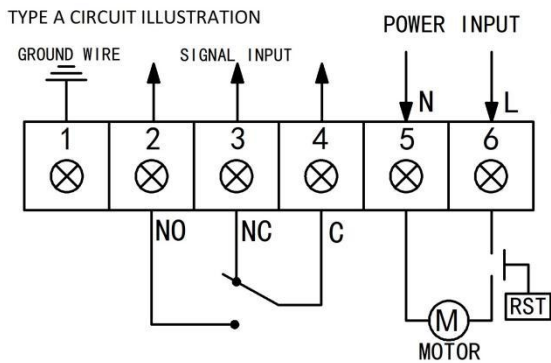 TYPE A CIRCUIT ILLUSTRATION
POWER INPUT
GROUND WIRE
SIGNAL INPUT
N
L
1 2 3 4 5 6
NO NC C
RST
M
MOTOR